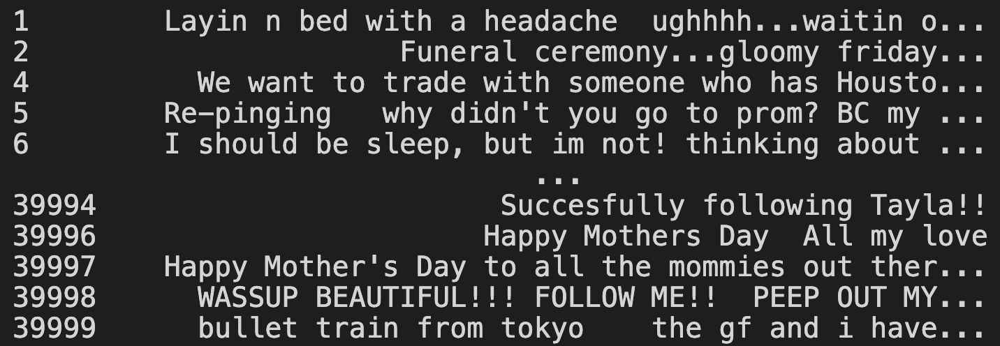 1 Layin n bed with a headache  ughhhh...waitin o...
2 Funeral ceremony...gloomy friday...
4 We want to trade with someone who has Housto...
5 Re-pinging   why didn't you go to prom? BC my ...
6 I should be sleep, but im not! thinking about ...
...
39994 Succesfully following Tayla!!
39996 Happy Mothers Day  All my love
39997 Happy Mother's Day to all the mommies out ther...
39998 WASSUP BEAUTIFUL!!! FOLLOW ME!!  PEEP OUT MY...
39999 bullet train from tokyo    the gf and i have...